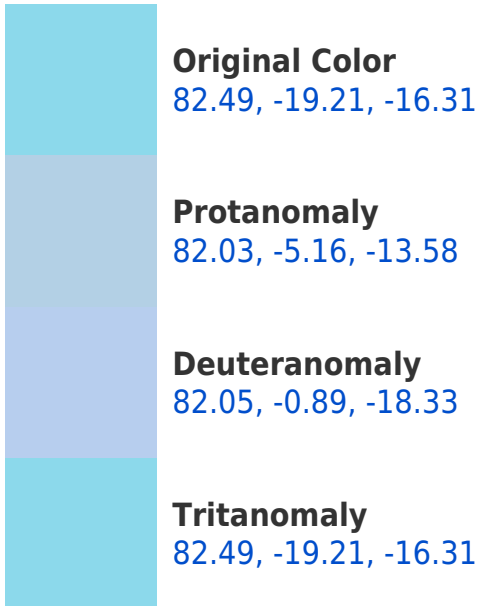 Original Color
82.49, -19.21, -16.31
Protanomaly
82.03, -5.16, -13.58
Deuteranomaly
82.05, -0.89, -18.33
Tritanomaly
82.49, -19.21, -16.31